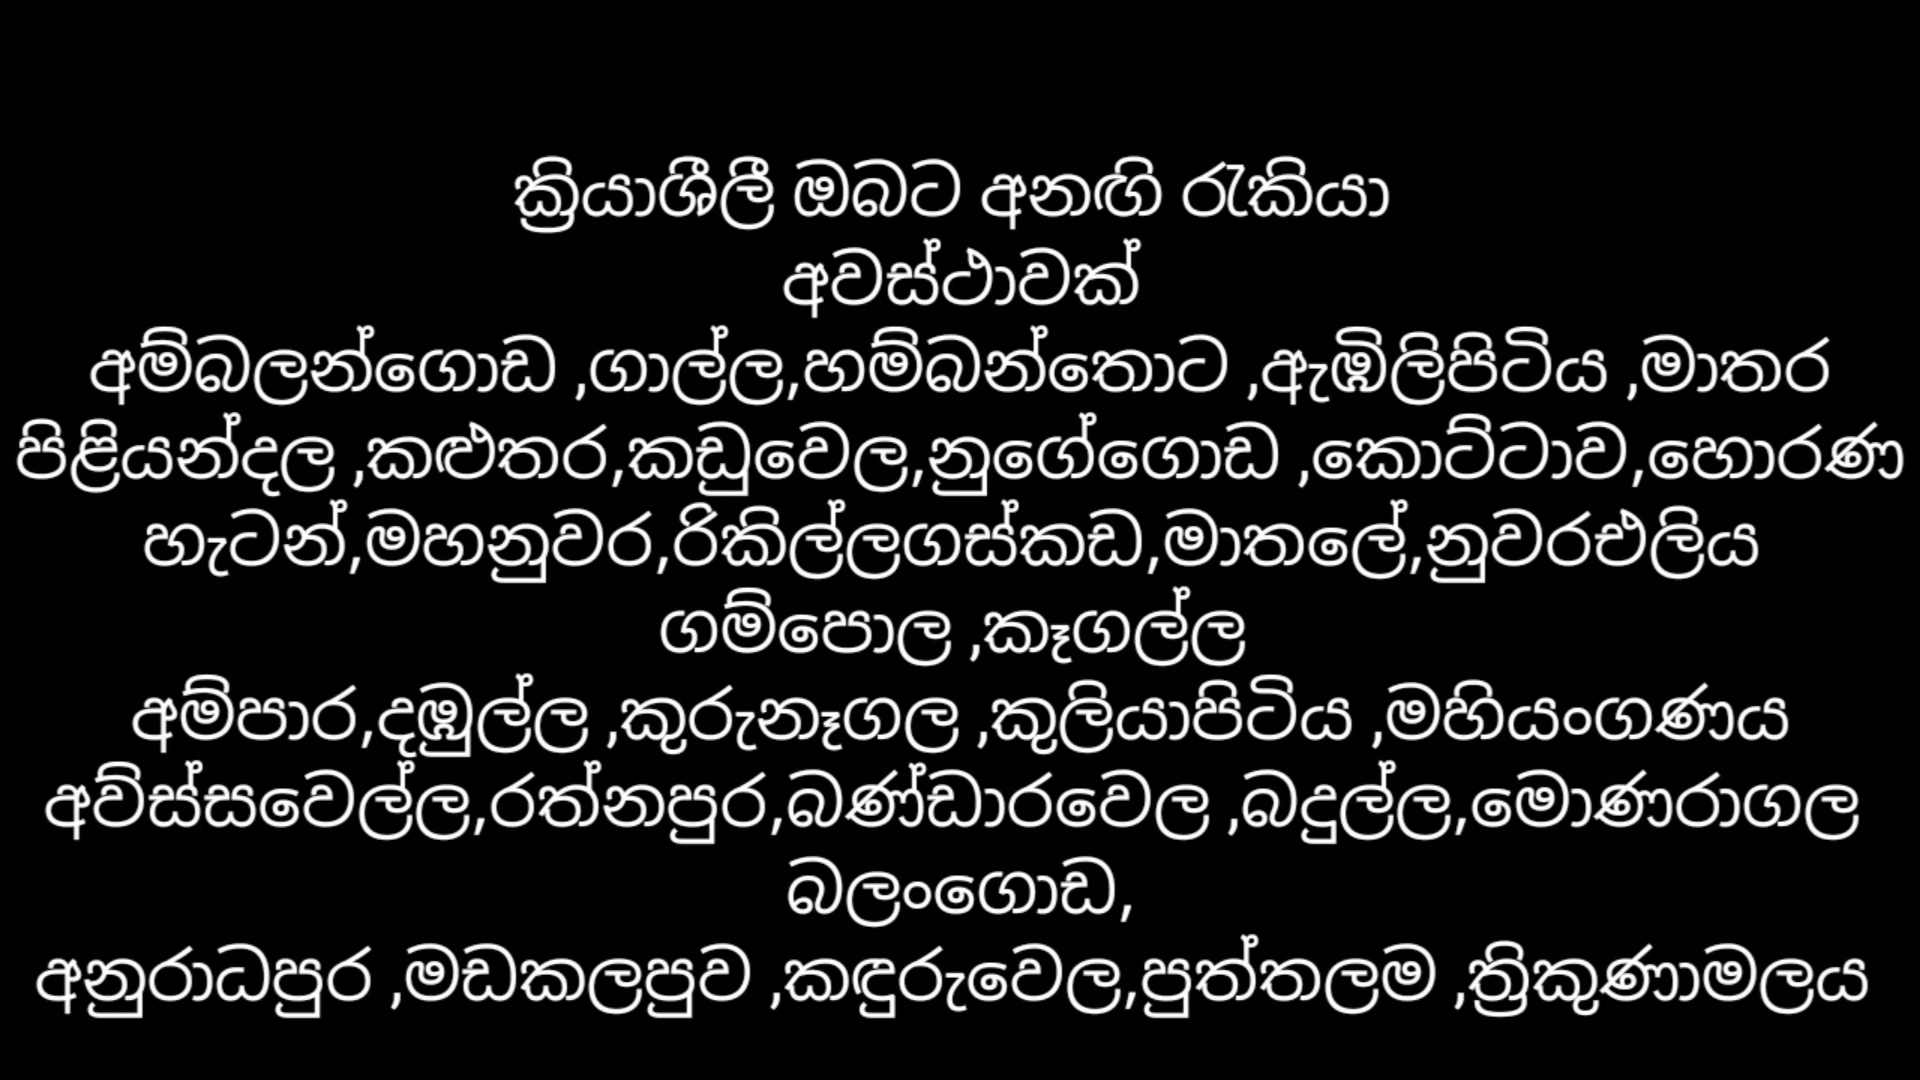 ක්‍රියාශීලී ඔබට අනඟි රැකියා
අවස්ථාවක්
අම්බලන්ගොඩ ,ගාල්ල,හම්බන්තොට ,ඇඹිලිපිටිය ,මාතර
පිළියන්දල ,කළුතර,කඩුවෙල,නුගේගොඩ ,කොට්ටාව,හොරණ
හැටන්,මහනුවර,රිකිල්ලගස්කඩ,මාතලේ,නුවරඑලිය
ගම්පොල ,කෑගල්ල
අම්පාර,දඹුල්ල ,කුරුනෑගල ,කුලියාපිටිය ,මහියංගණය
අව්ස්සවෙල්ල,රත්නපුර,බණ්ඩාරවෙල ,බදුල්ල,මොණරාගල
බලංගොඩ,
අනුරාධපුර ,මඩකලපුව ,කඳුරුවෙල,පුත්තලම ,ත්‍රිකුණාමලය